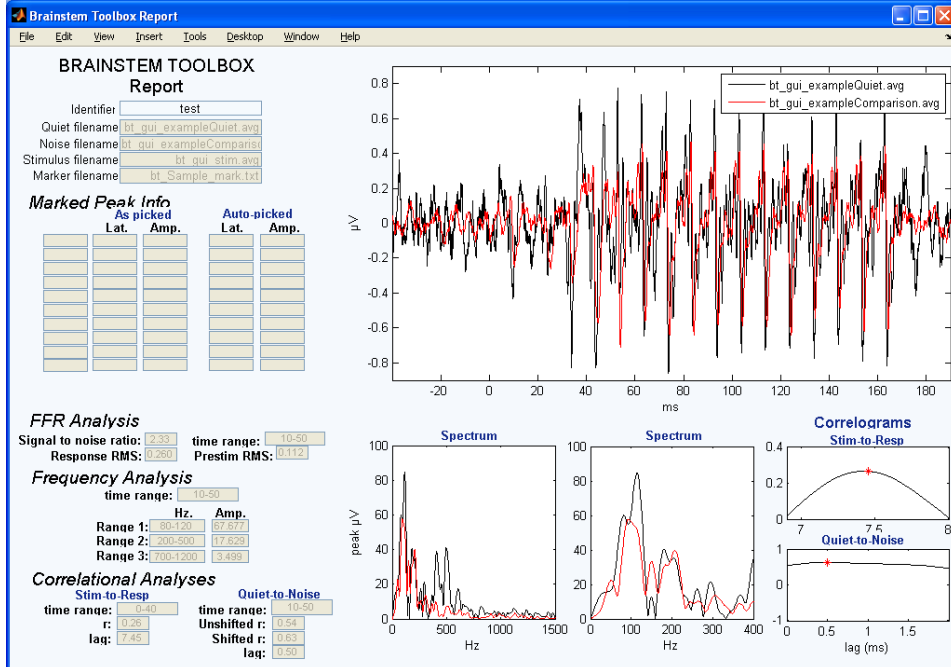 Brainstem Toolbox Report
File Edit View Insert Tools Desktop Window Help
BRAINSTEM TOOLBOX
Report
Identifier test
Quiet filename bt_gui_exampleQuiet.avg
Noise filename bt_gui_exampleComparisc
Stimulus filename bt_gui_stim.avg
Marker filename bt_Sample_mark.txt
Marked Peak Info
As picked Auto-picked
Lat. Amp. Lat. Amp.
FFR Analysis
Signal to noise ratio: 2.33 time range: 10-50
Response RMS: 0.260 Prestim RMS: 0.112
Frequency Analysis
time range: 10-50
Hz. Amp.
Range 1: 80-120 67.677
Range 2: 200-500 17.629
Range 3: 700-1200 3.499
Correlational Analyses
Stim-to-Resp
time range: 0-40
r: 0.26
lag: 7.45
Quiet-to-Noise
time range: 10-50
Unshifted r: 0.54
Shifted r: 0.63
lag: 0.50
bt_gui_exampleQuiet.avg
bt_gui_exampleComparison.avg
µV
0.8
0.6
0.4
0.2
0
-0.2
-0.4
-0.6
-0.8
-20 0 20 40 60 80 100 120 140 160 180
ms
Spectrum
peak µV
100
80
60
40
20
0
0 500 1000 1500
Hz
Spectrum
100
80
60
40
20
0
0 100 200 300 400
Hz
Correlograms
Stim-to-Resp
0.4
0.2
0
7 7.5 8
Quiet-to-Noise
1
0
-1
0 0.5 1 1.5
lag (ms)